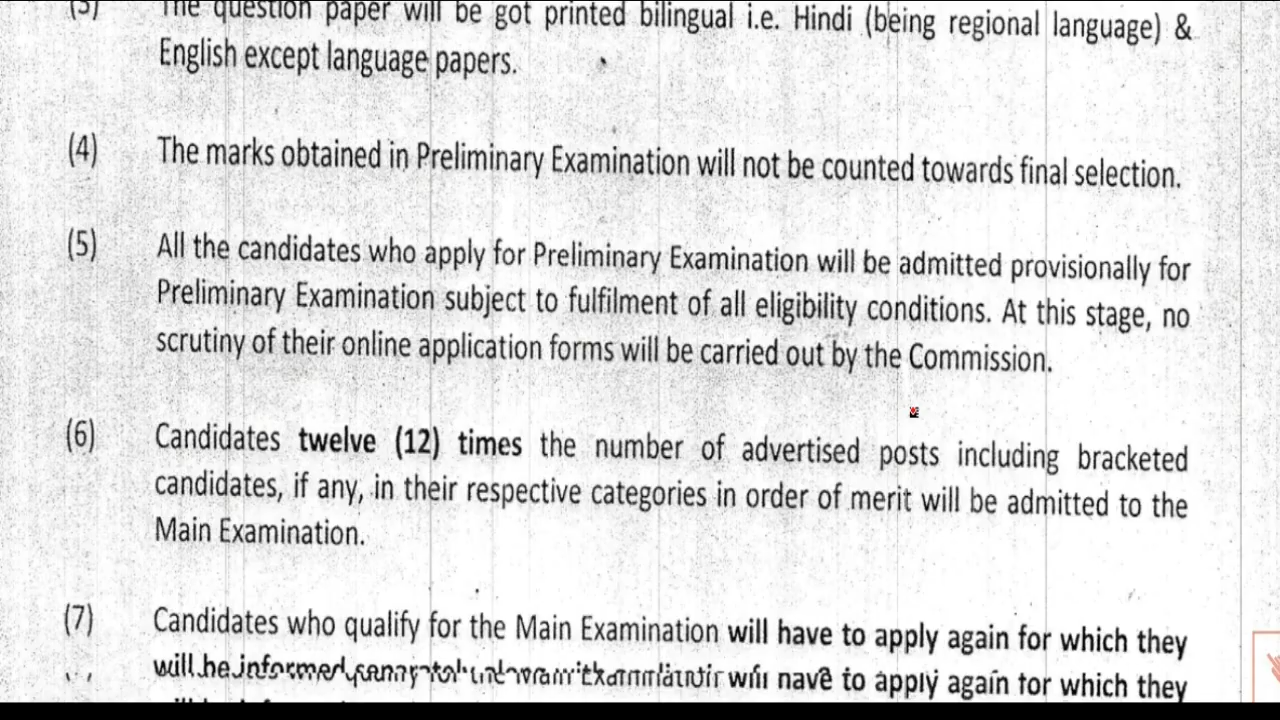 (3) The question paper will be got printed bilingual i.e. Hindi (being regional language) &
English except language papers.
(4) The marks obtained in Preliminary Examination will not be counted towards final selection.
(5) All the candidates who apply for Preliminary Examination will be admitted provisionally for
Preliminary Examination subject to fulfilment of all eligibility conditions. At this stage, no
scrutiny of their online application forms will be carried out by the Commission.
(6) Candidates twelve (12) times the number of advertised posts including bracketed
candidates, if any, in their respective categories in order of merit will be admitted to the
Main Examination.
(7) Candidates who qualify for the Main Examination will have to apply again for which they
will be informed will have to apply again for which they